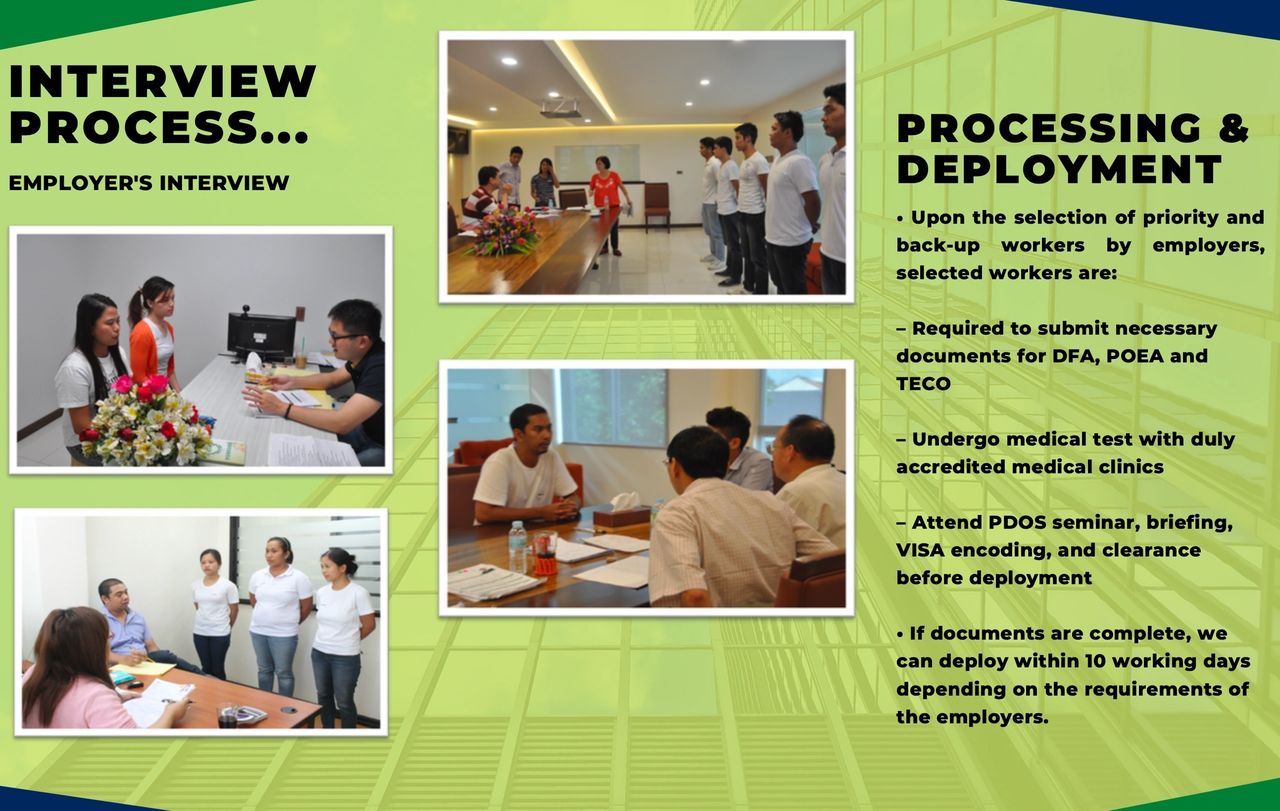 INTERVIEW
PROCESS...
EMPLOYER'S INTERVIEW
PROCESSING &
DEPLOYMENT
• Upon the selection of priority and
back-up workers by employers,
selected workers are:
– Required to submit necessary
documents for DFA, POEA and
TECO
– Undergo medical test with duly
accredited medical clinics
– Attend PDOS seminar, briefing,
VISA encoding, and clearance
before deployment
• If documents are complete, we
can deploy within 10 working days
depending on the requirements of
the employers.